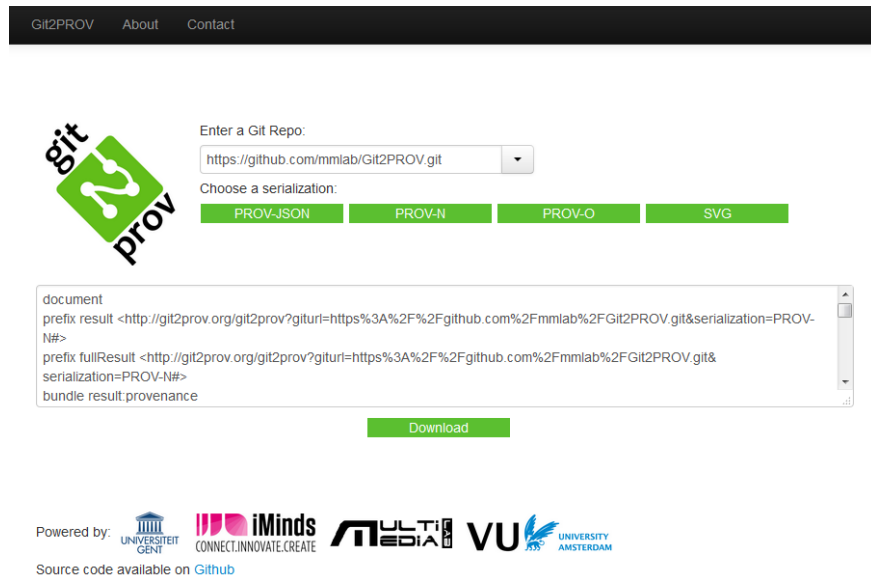 Git2PROV About Contact
git
prov
Enter a Git Repo:
https://github.com/mmlab/Git2PROV.git
Choose a serialization:
PROV-JSON PROV-N PROV-O SVG
document
prefix result <http://git2prov.org/git2prov?giturl=https%3A%2F%2Fgithub.com%2Fmmlab%2FGit2PROV.git&serialization=PROV-
N#>
prefix fullResult <http://git2prov.org/git2prov?giturl=https%3A%2F%2Fgithub.com%2Fmmlab%2FGit2PROV.git&
serialization=PROV-N#>
bundle result:provenance
Download
Powered by:
UNIVERSITEIT
GENT
iMinds
CONNECT.INNOVATE.CREATE
MULTI
MEDIA
VU UNIVERSITY
AMSTERDAM
Source code available on Github